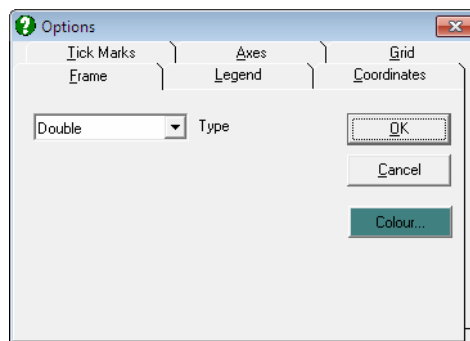 Options
Tick Marks Axes Grid
Frame Legend Coordinates
Double Type OK
Cancel
Colour...